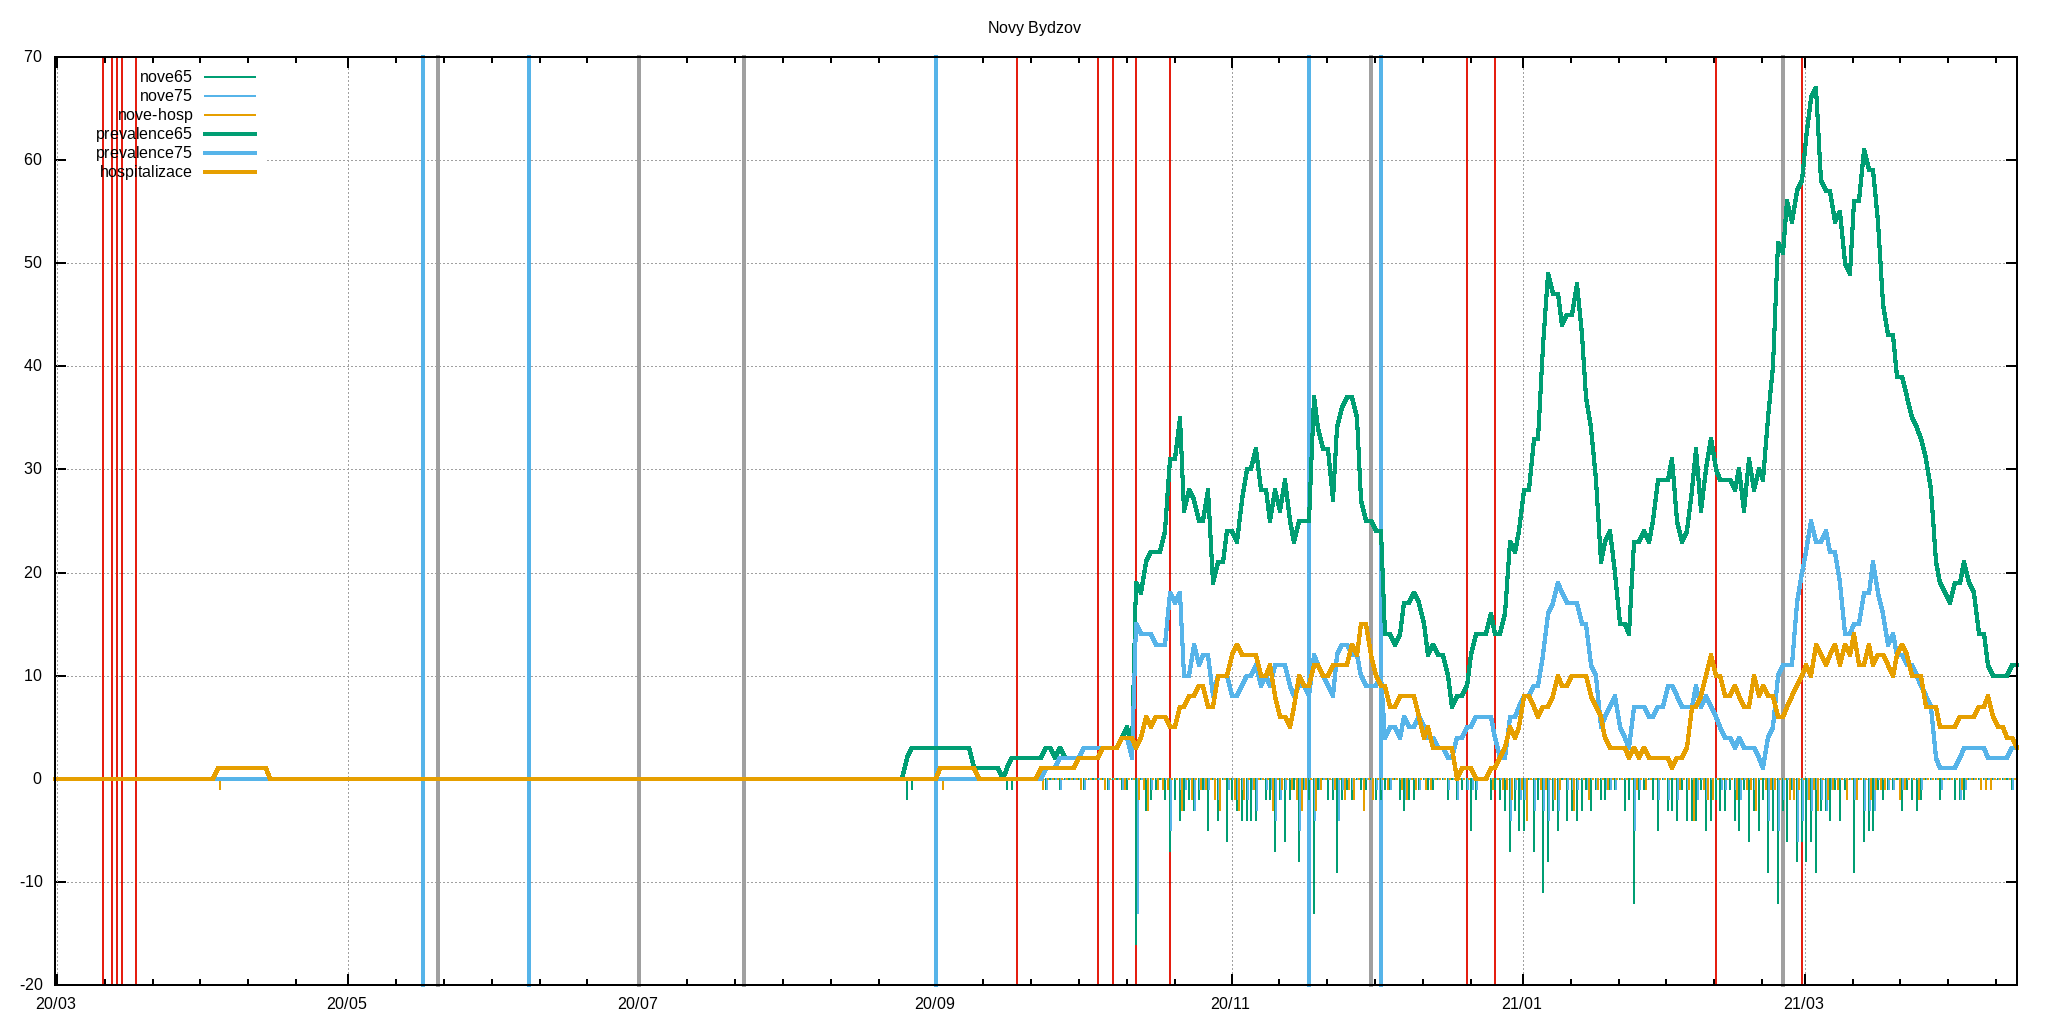 Novy Bydzov
70
60
50
40
30
20
10
0
-10
-20
nove65
nove75
nove-hosp
prevalence65
prevalence75
hospitalizace
20/03 20/05 20/07 20/09 20/11 21/01 21/03